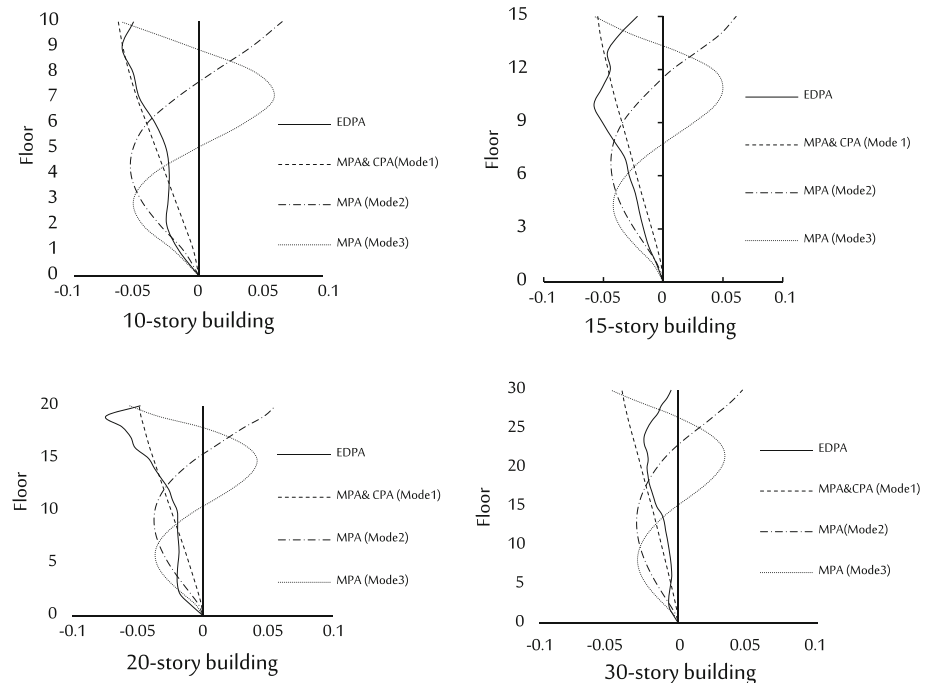 10
9
8
7
6
5
4
3
2
1
0
Floor
-0.1 -0.05 0 0.05 0.1
10-story building
EDPA
MPA& CPA(Mode1)
MPA (Mode2)
MPA (Mode3)
15
12
9
6
3
0
Floor
-0.1 -0.05 0 0.05 0.1
15-story building
EDPA
MPA& CPA (Mode 1)
MPA (Mode2)
MPA (Mode3)
20
15
10
5
0
Floor
-0.1 -0.05 0 0.05 0.1
20-story building
EDPA
MPA& CPA (Mode1)
MPA (Mode2)
MPA (Mode3)
30
25
20
15
10
5
0
Floor
-0.1 -0.05 0 0.05 0.1
30-story building
EDPA
MPA&CPA (Mode1)
MPA(Mode2)
MPA (Mode3)